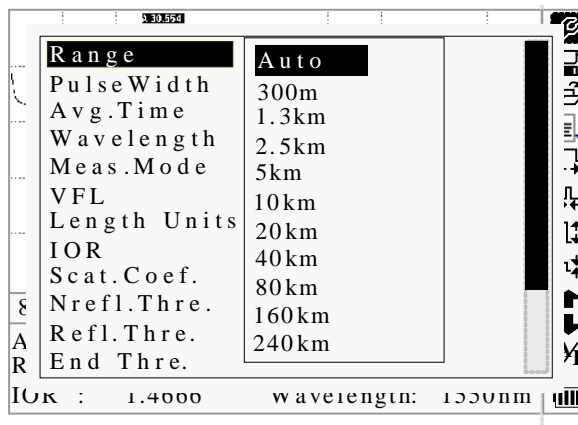 A 30.554
Range
PulseWidth
Avg.Time
Wavelength
Meas.Mode
VFL
Length Units
IOR
Scat.Coef.
Nrefl.Thre.
Refl.Thre.
End Thre.
Auto
300m
1.3km
2.5km
5km
10km
20km
40km
80km
160km
240km
8
A
R
IOR : 1.4666 Wavelength: 1550nm